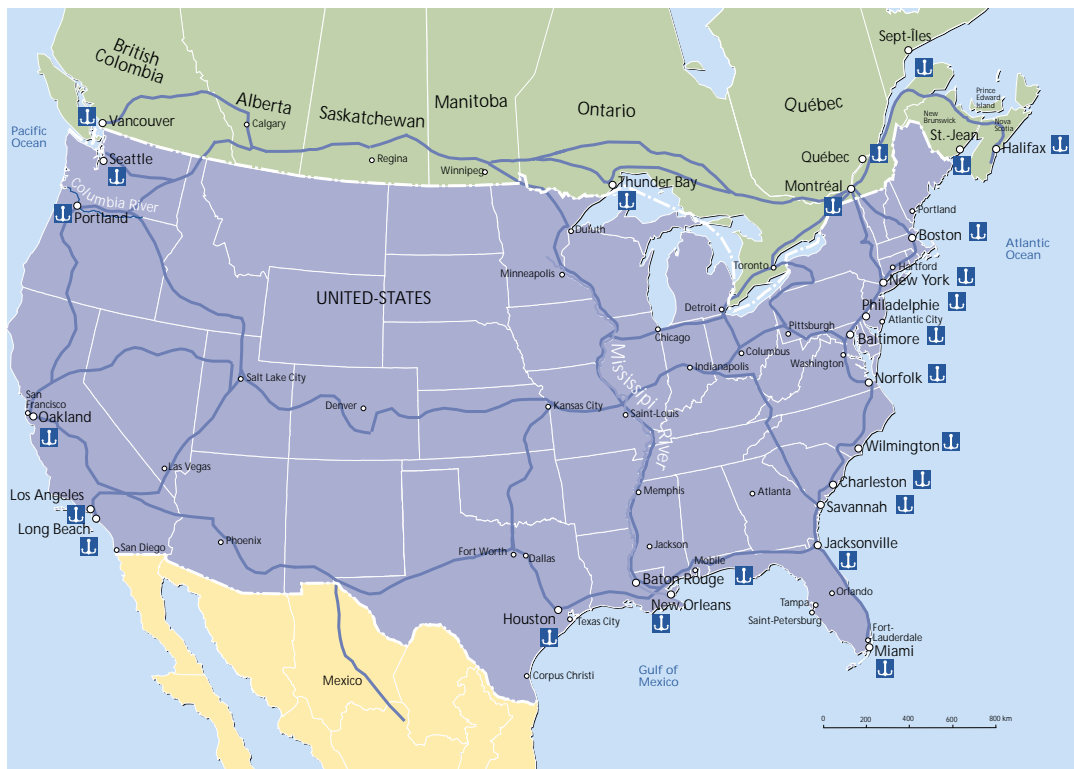 Sept-Îles
British
Columbia
Alberta
Saskatchewan
Manitoba
Ontario
Québec
Prince
Edward
Island
New
Brunswick
Nova
Scotia
Vancouver
Calgary
Pacific
Ocean
Regina
Winnipeg
St.-Jean
Halifax
Québec
Seattle
Thunder Bay
Montréal
Columbia River
Portland
Portland
Duluth
Boston
Atlantic
Ocean
Minneapolis
Toronto
Hartford
New York
UNITED-STATES
Detroit
Philadelphie
Atlantic City
Pittsburgh
Chicago
Baltimore
Columbus
Washington
Indianapolis
Mississipi River
Salt Lake City
Norfolk
San
Francisco
Oakland
Denver
Kansas City
Saint-Louis
Wilmington
Las Vegas
Los Angeles
Memphis
Atlanta
Charleston
Savannah
Long Beach
San Diego
Phoenix
Fort Worth
Dallas
Jackson
Jacksonville
Mobile
Baton Rouge
New Orleans
Houston
Texas City
Orlando
Tampa
Saint-Petersburg
Fort-
Lauderdale
Miami
Mexico
Corpus Christi
Gulf of
Mexico
0 200 400 600 800 km